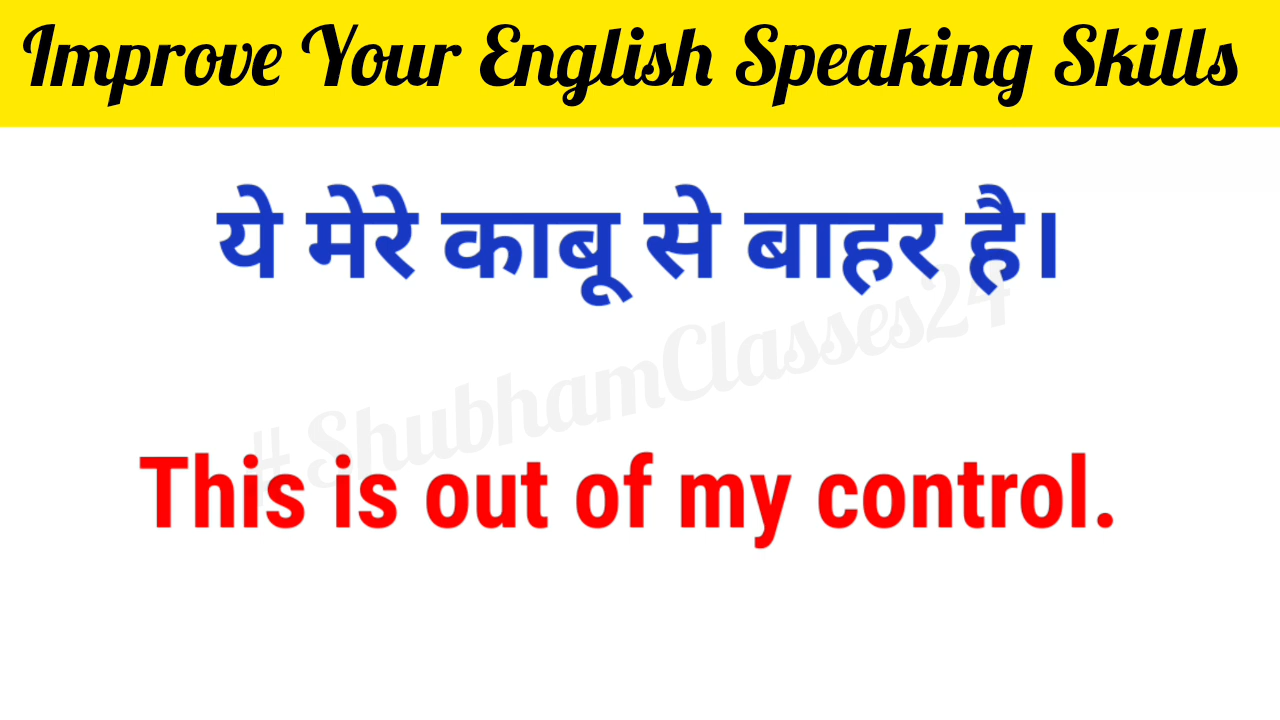 Improve Your English Speaking Skills
ये मेरे काबू से बाहर है।
#ShubhamClasses24
This is out of my control.